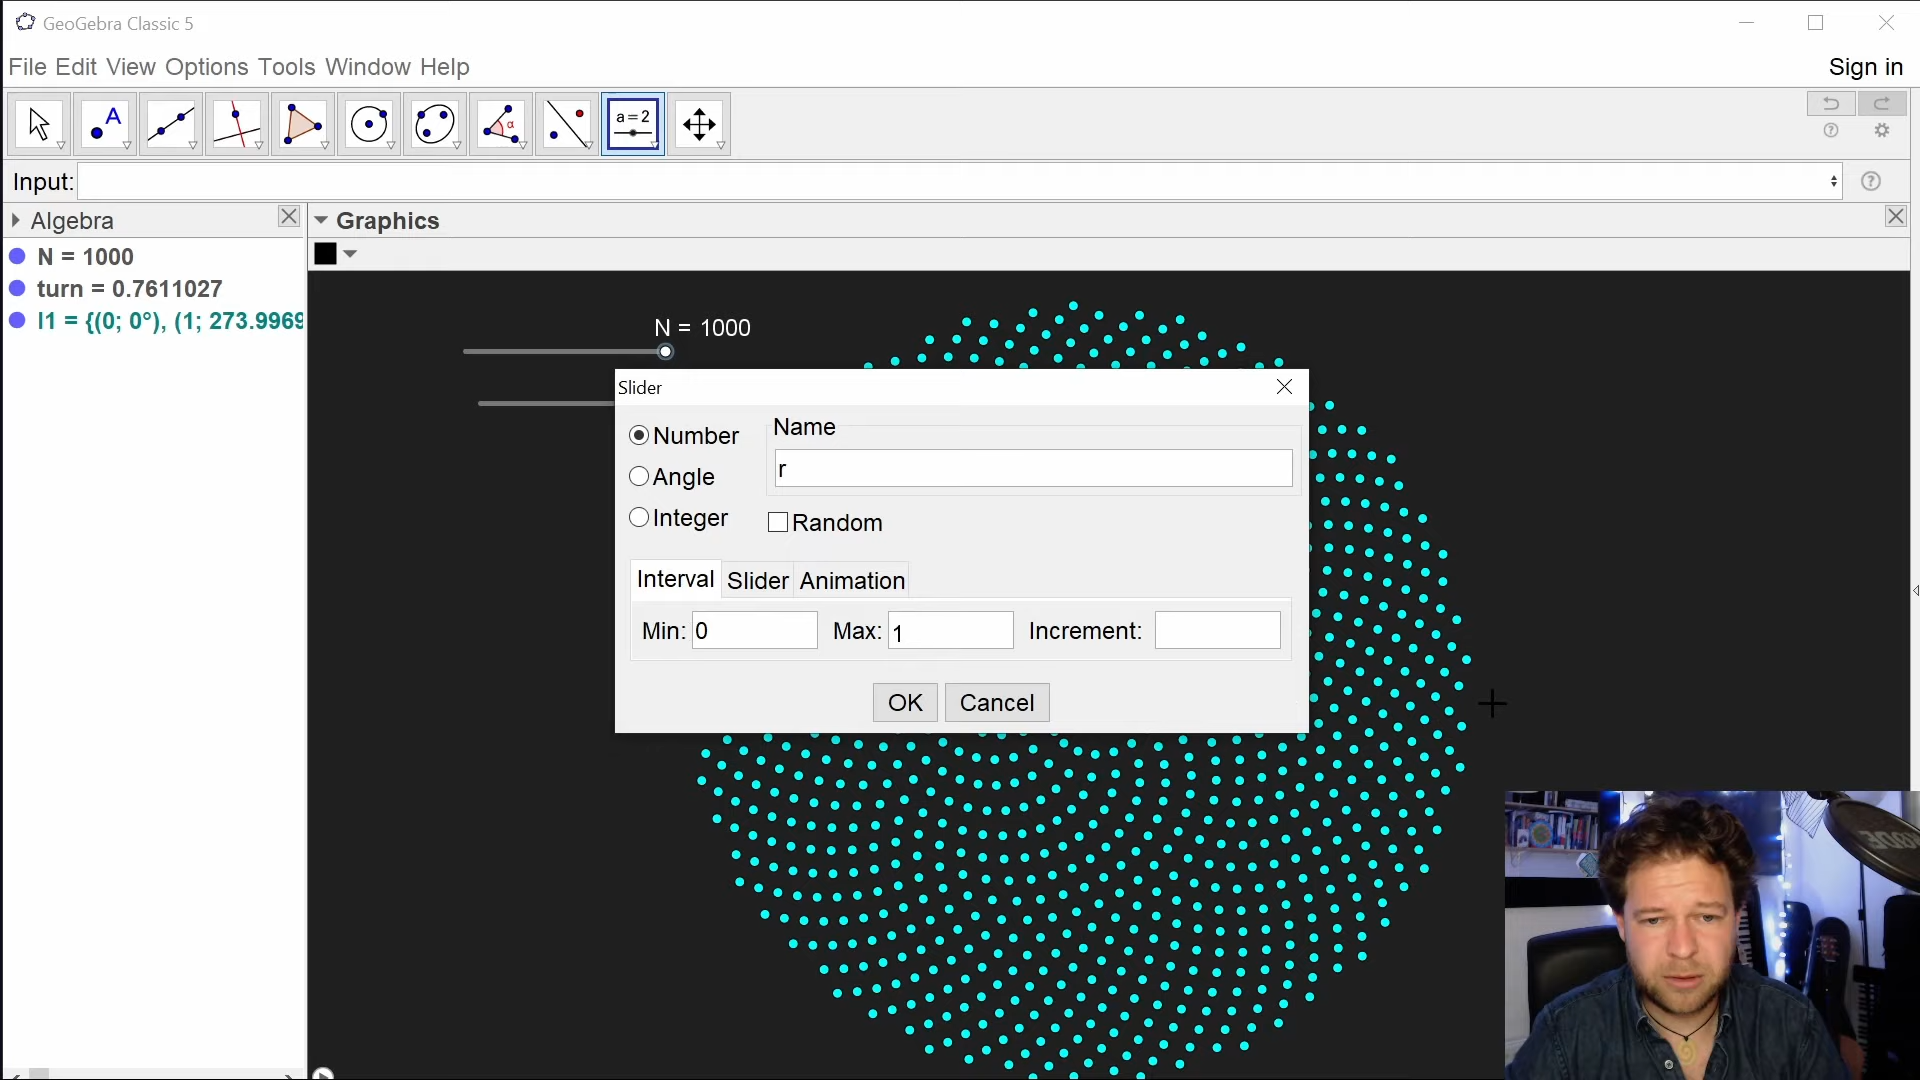 GeoGebra Classic 5
File Edit View Options Tools Window Help
Sign in
A
α
a=2
Input:
Algebra
Graphics
N = 1000
turn = 0.7611027
l1 = {(0; 0°), (1; 273.9969
N = 1000
Slider
Number
Name
r
Angle
Integer
Random
Interval Slider Animation
Min: 0 Max: 1 Increment:
OK Cancel
RODE